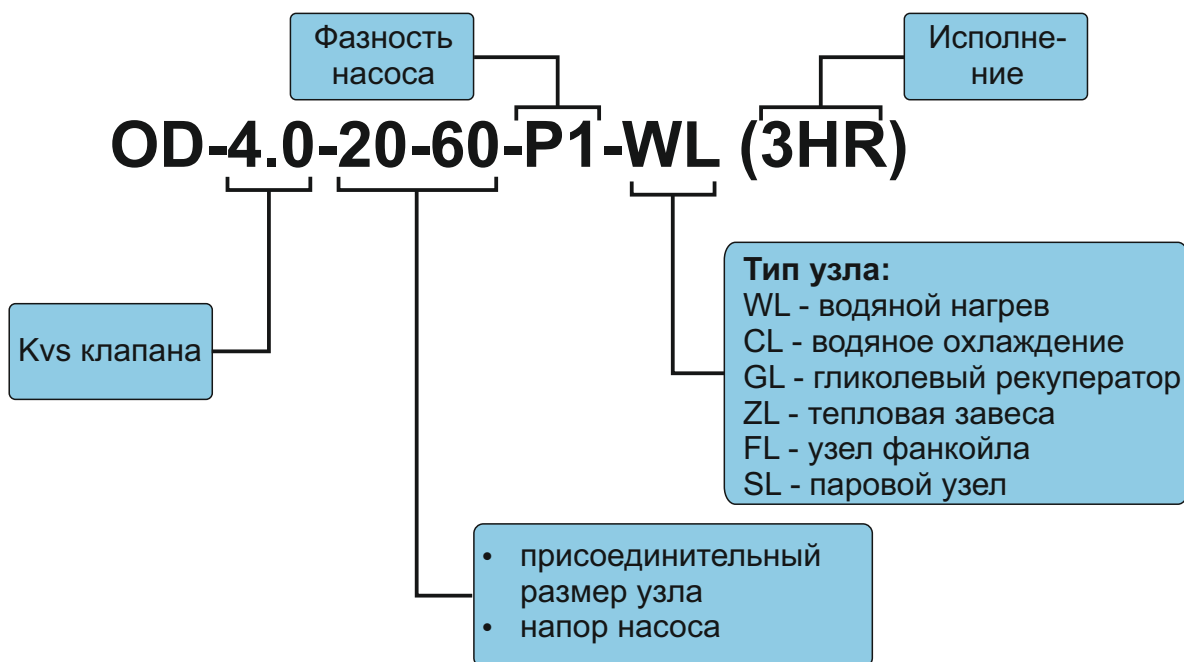 Фазность
насоса
Исполне-
ние
OD-4.0-20-60-P1-WL (3HR)
Kvs клапана
Тип узла:
WL - водяной нагрев
CL - водяное охлаждение
GL - гликолевый рекуператор
ZL - тепловая завеса
FL - узел фанкойла
SL - паровой узел
• присоединительный
размер узла
• напор насоса